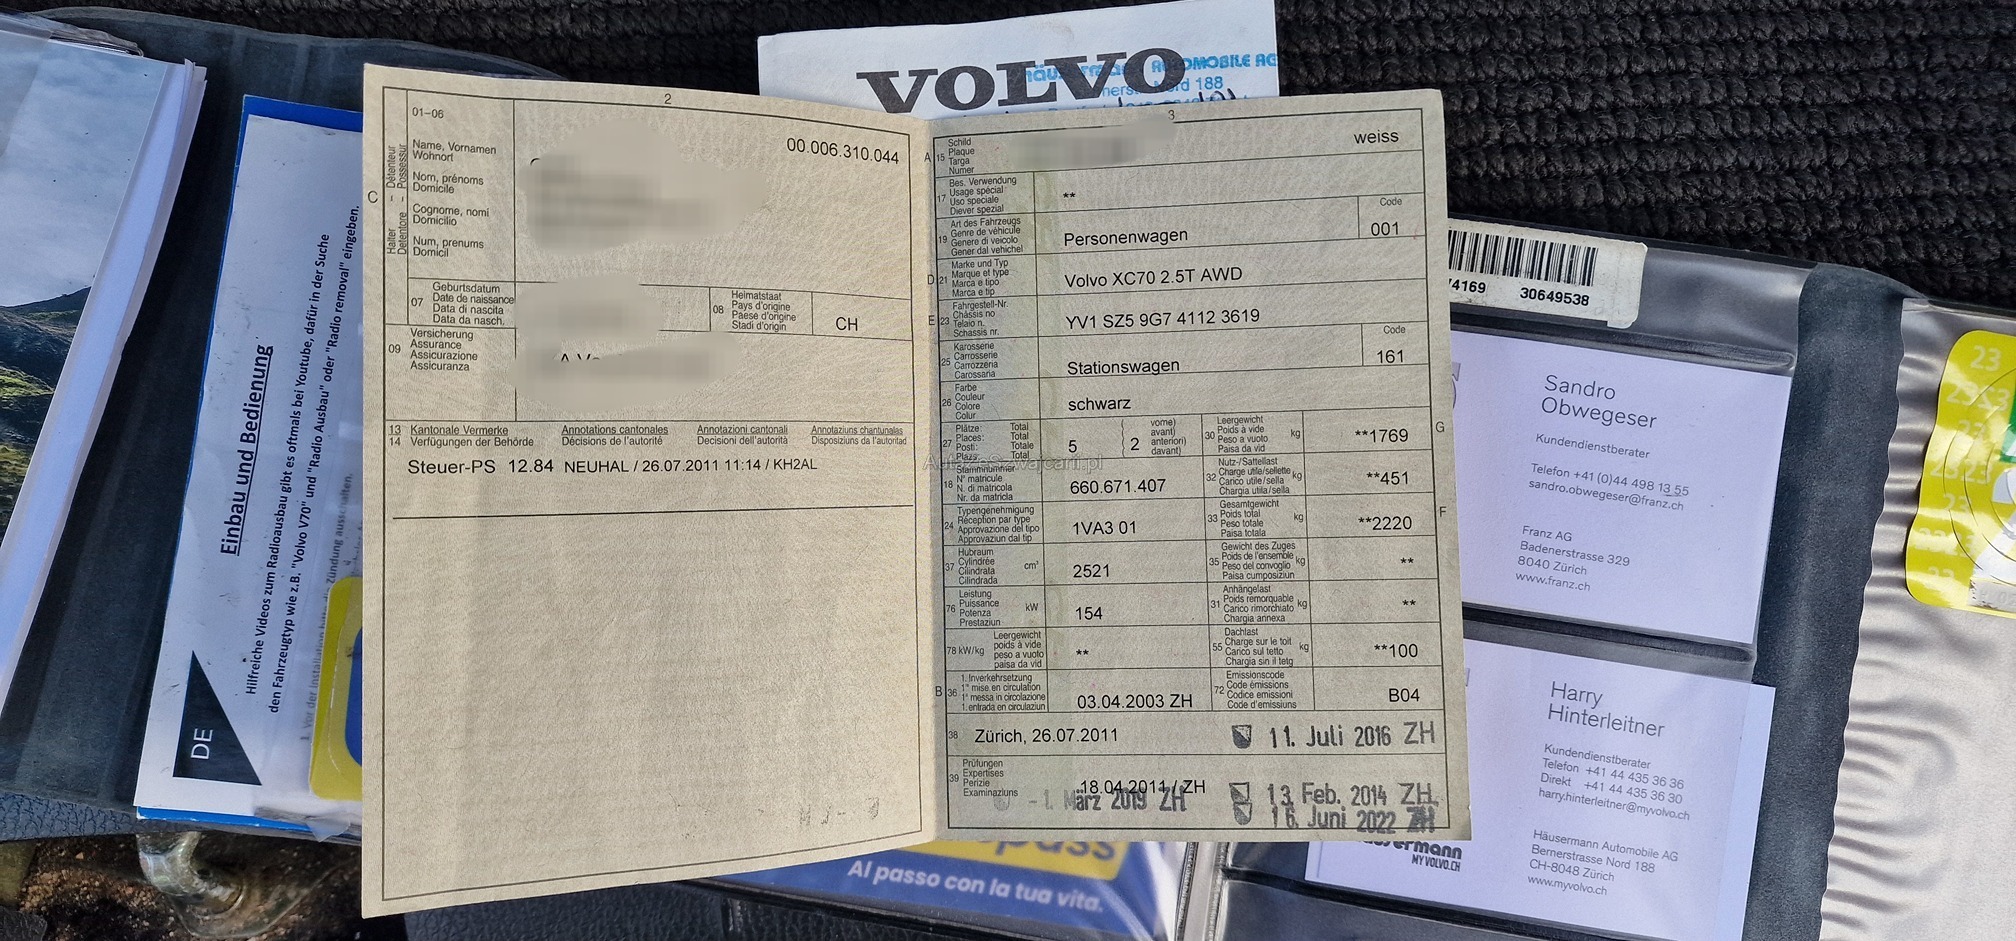 VOLVO
AUTOMOBILE AG
Nord 188
Einbau und Bedienung
Hilfreiche Videos zum Radioausbau gibt es oftmals bei Youtube, dafür in der Suche
den Fahrzeugtyp wie z.B. "Volvo V70" und "Radio Ausbau" oder "Radio removal" eingeben.
DE
2
01-06
C
Halter Détenteur
Detentore Possessur
Name, Vornamen
Wohnort
Nom, prénoms
Domicile
Cognome, nomi
Domicilio
Num, prenums
Domicil
00.006.310.044
07
Geburtsdatum
Date de naissance
Data di nascita
Data da nasch.
08
Heimatstaat
Pays d'origine
Paese d'origine
Stadi d'origin
CH
09
Versicherung
Assurance
Assicurazione
Assicuranza
13 Kantonale Vermerke Annotations cantonales Annotazioni cantonali Annotaziuns chantunalas
14 Verfügungen der Behörde Décisions de l'autorité Decisioni dell'autorità Disposiziuns da l'autoritad
Steuer-PS 12.84 NEUHAL / 26.07.2011 11:14 / KH2AL
3
A 15
Schild
Plaque
Targa
Numer
weiss
17
Bes. Verwendung
Usage spécial
Uso speciale
Diever spezial
**
19
Art des Fahrzeugs
Genre de véhicule
Genere di veicolo
Gener dal vehichel
Personenwagen
Code
001
D 21
Marke und Typ
Marque et type
Marca e tipo
Marca e tip
Volvo XC70 2.5T AWD
E 23
Fahrgestell-Nr.
Châssis no
Telaio n.
Schassis nr.
YV1 SZ5 9G7 4112 3619
25
Karosserie
Carrosserie
Carrozzeria
Carossaria
Stationswagen
Code
161
26
Farbe
Couleur
Colore
Colur
schwarz
27
Plätze: Total
Places: Total
Posti: Totale
Plazs: Total
5
2
vorne)
avant)
anteriori)
davant)
G
30
Leergewicht
Poids à vide
Peso a vuoto
Paisa da vid
kg
**1769
18
Stammnummer
N° matricule
N. di matricola
Nr. da matricla
660.671.407
32
Nutz-/Sattellast
Charge utile/sellette
Carico utile/sella
Chargia utila/sella
kg
**451
24
Typengenehmigung
Réception par type
Approvazione del tipo
Approvaziun dal tip
1VA3 01
F
33
Gesamtgewicht
Poids total
Peso totale
Paisa totala
kg
**2220
37
Hubraum
Cylindrée
Cilindrata
Cilindrada
cm³
2521
35
Gewicht des Zuges
Poids de l'ensemble
Peso del convoglio
Paisa cumposiziun
kg
**
76
Leistung
Puissance
Potenza
Prestaziun
kW
154
31
Anhängelast
Poids remorquable
Carico rimorchiato
Chargia annexa
kg
**
78 kW/kg
Leergewicht
poids à vide
peso a vuoto
paisa da vid
**
55
Dachlast
Charge sur le toit
Carico sul tetto
Chargia sin il tetg
kg
**100
B 36
1. Inverkehrsetzung
1re mise en circulation
1a messa in circolazione
1. entrada en circulaziun
03.04.2003 ZH
72
Emissionscode
Code émissions
Codice emissioni
Code d'emissiuns
B04
38
Zürich, 26.07.2011
11. Juli 2016 ZH
39
Prüfungen
Expertises
Perizie
Examinaziuns
18.04.2011 / ZH
- 1. März 2019 ZH
13. Feb. 2014 ZH
16. Juni 2022 ZH
AutozeSzwajcarii.pl
Al passo con la tua vita.
4169 30649538
Sandro
Obwegeser
Kundendienstberater
Telefon +41 (0)44 498 13 55
sandro.obwegeser@franz.ch
Franz AG
Badenerstrasse 329
8040 Zürich
www.franz.ch
Harry
Hinterleitner
Kundendienstberater
Telefon +41 44 435 36 36
Direkt +41 44 435 36 30
harry.hinterleitner@myvolvo.ch
Häusermann Automobile AG
Bernerstrasse Nord 188
CH-8048 Zürich
www.myvolvo.ch
MYVOLVO.CH
23